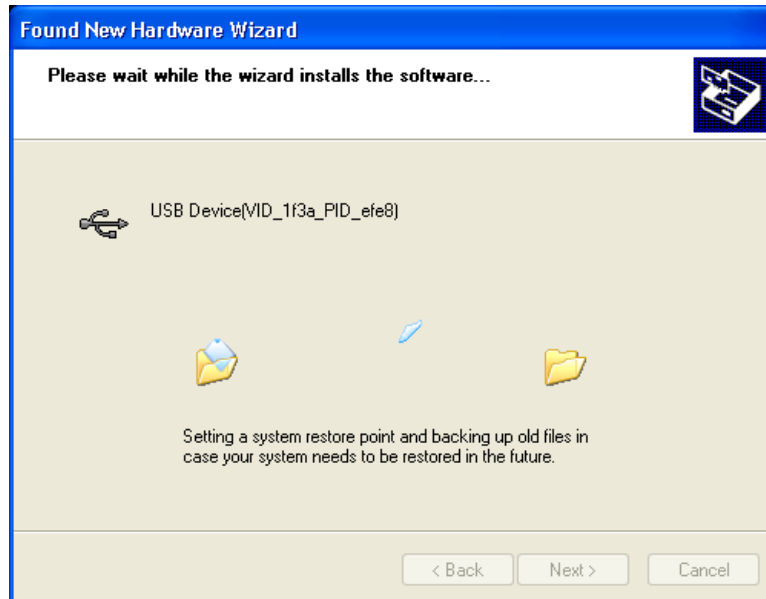 Found New Hardware Wizard
Please wait while the wizard installs the software...
USB Device(VID_1f3a_PID_efe8)
Setting a system restore point and backing up old files in
case your system needs to be restored in the future.
< Back
Next >
Cancel